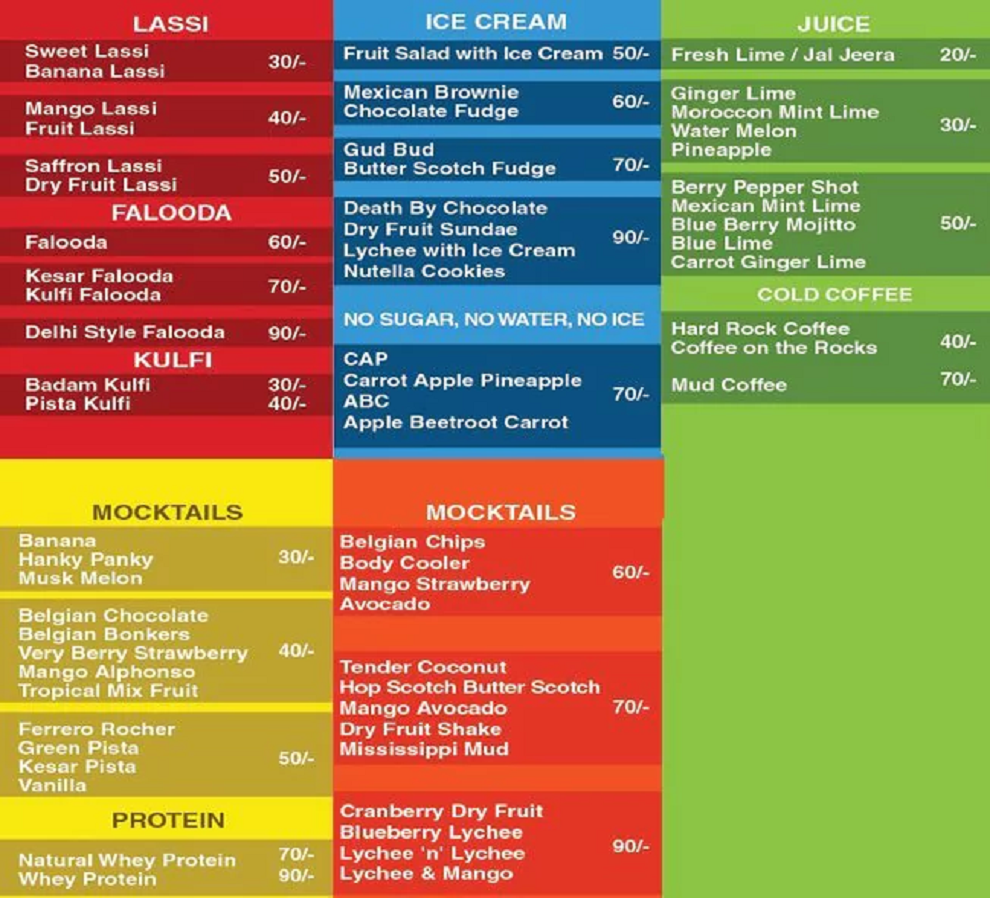 LASSI
Sweet Lassi
Banana Lassi
30/-
Mango Lassi
Fruit Lassi
40/-
Saffron Lassi
Dry Fruit Lassi
50/-
FALOODA
Falooda 60/-
Kesar Falooda
Kulfi Falooda
70/-
Delhi Style Falooda 90/-
KULFI
Badam Kulfi 30/-
Pista Kulfi 40/-
ICE CREAM
Fruit Salad with Ice Cream 50/-
Mexican Brownie
Chocolate Fudge
60/-
Gud Bud
Butter Scotch Fudge
70/-
Death By Chocolate
Dry Fruit Sundae
Lychee with Ice Cream
Nutella Cookies
90/-
NO SUGAR, NO WATER, NO ICE
CAP
Carrot Apple Pineapple
ABC
Apple Beetroot Carrot
70/-
JUICE
Fresh Lime / Jal Jeera 20/-
Ginger Lime
Moroccon Mint Lime
Water Melon
Pineapple
30/-
Berry Pepper Shot
Mexican Mint Lime
Blue Berry Mojitto
Blue Lime
Carrot Ginger Lime
50/-
COLD COFFEE
Hard Rock Coffee
Coffee on the Rocks
40/-
Mud Coffee 70/-
MOCKTAILS
Banana
Hanky Panky
Musk Melon
30/-
Belgian Chocolate
Belgian Bonkers
Very Berry Strawberry
Mango Alphonso
Tropical Mix Fruit
40/-
Ferrero Rocher
Green Pista
Kesar Pista
Vanilla
50/-
PROTEIN
Natural Whey Protein 70/-
Whey Protein 90/-
MOCKTAILS
Belgian Chips
Body Cooler
Mango Strawberry
Avocado
60/-
Tender Coconut
Hop Scotch Butter Scotch
Mango Avocado
Dry Fruit Shake
Mississippi Mud
70/-
Cranberry Dry Fruit
Blueberry Lychee
Lychee 'n' Lychee
Lychee & Mango
90/-